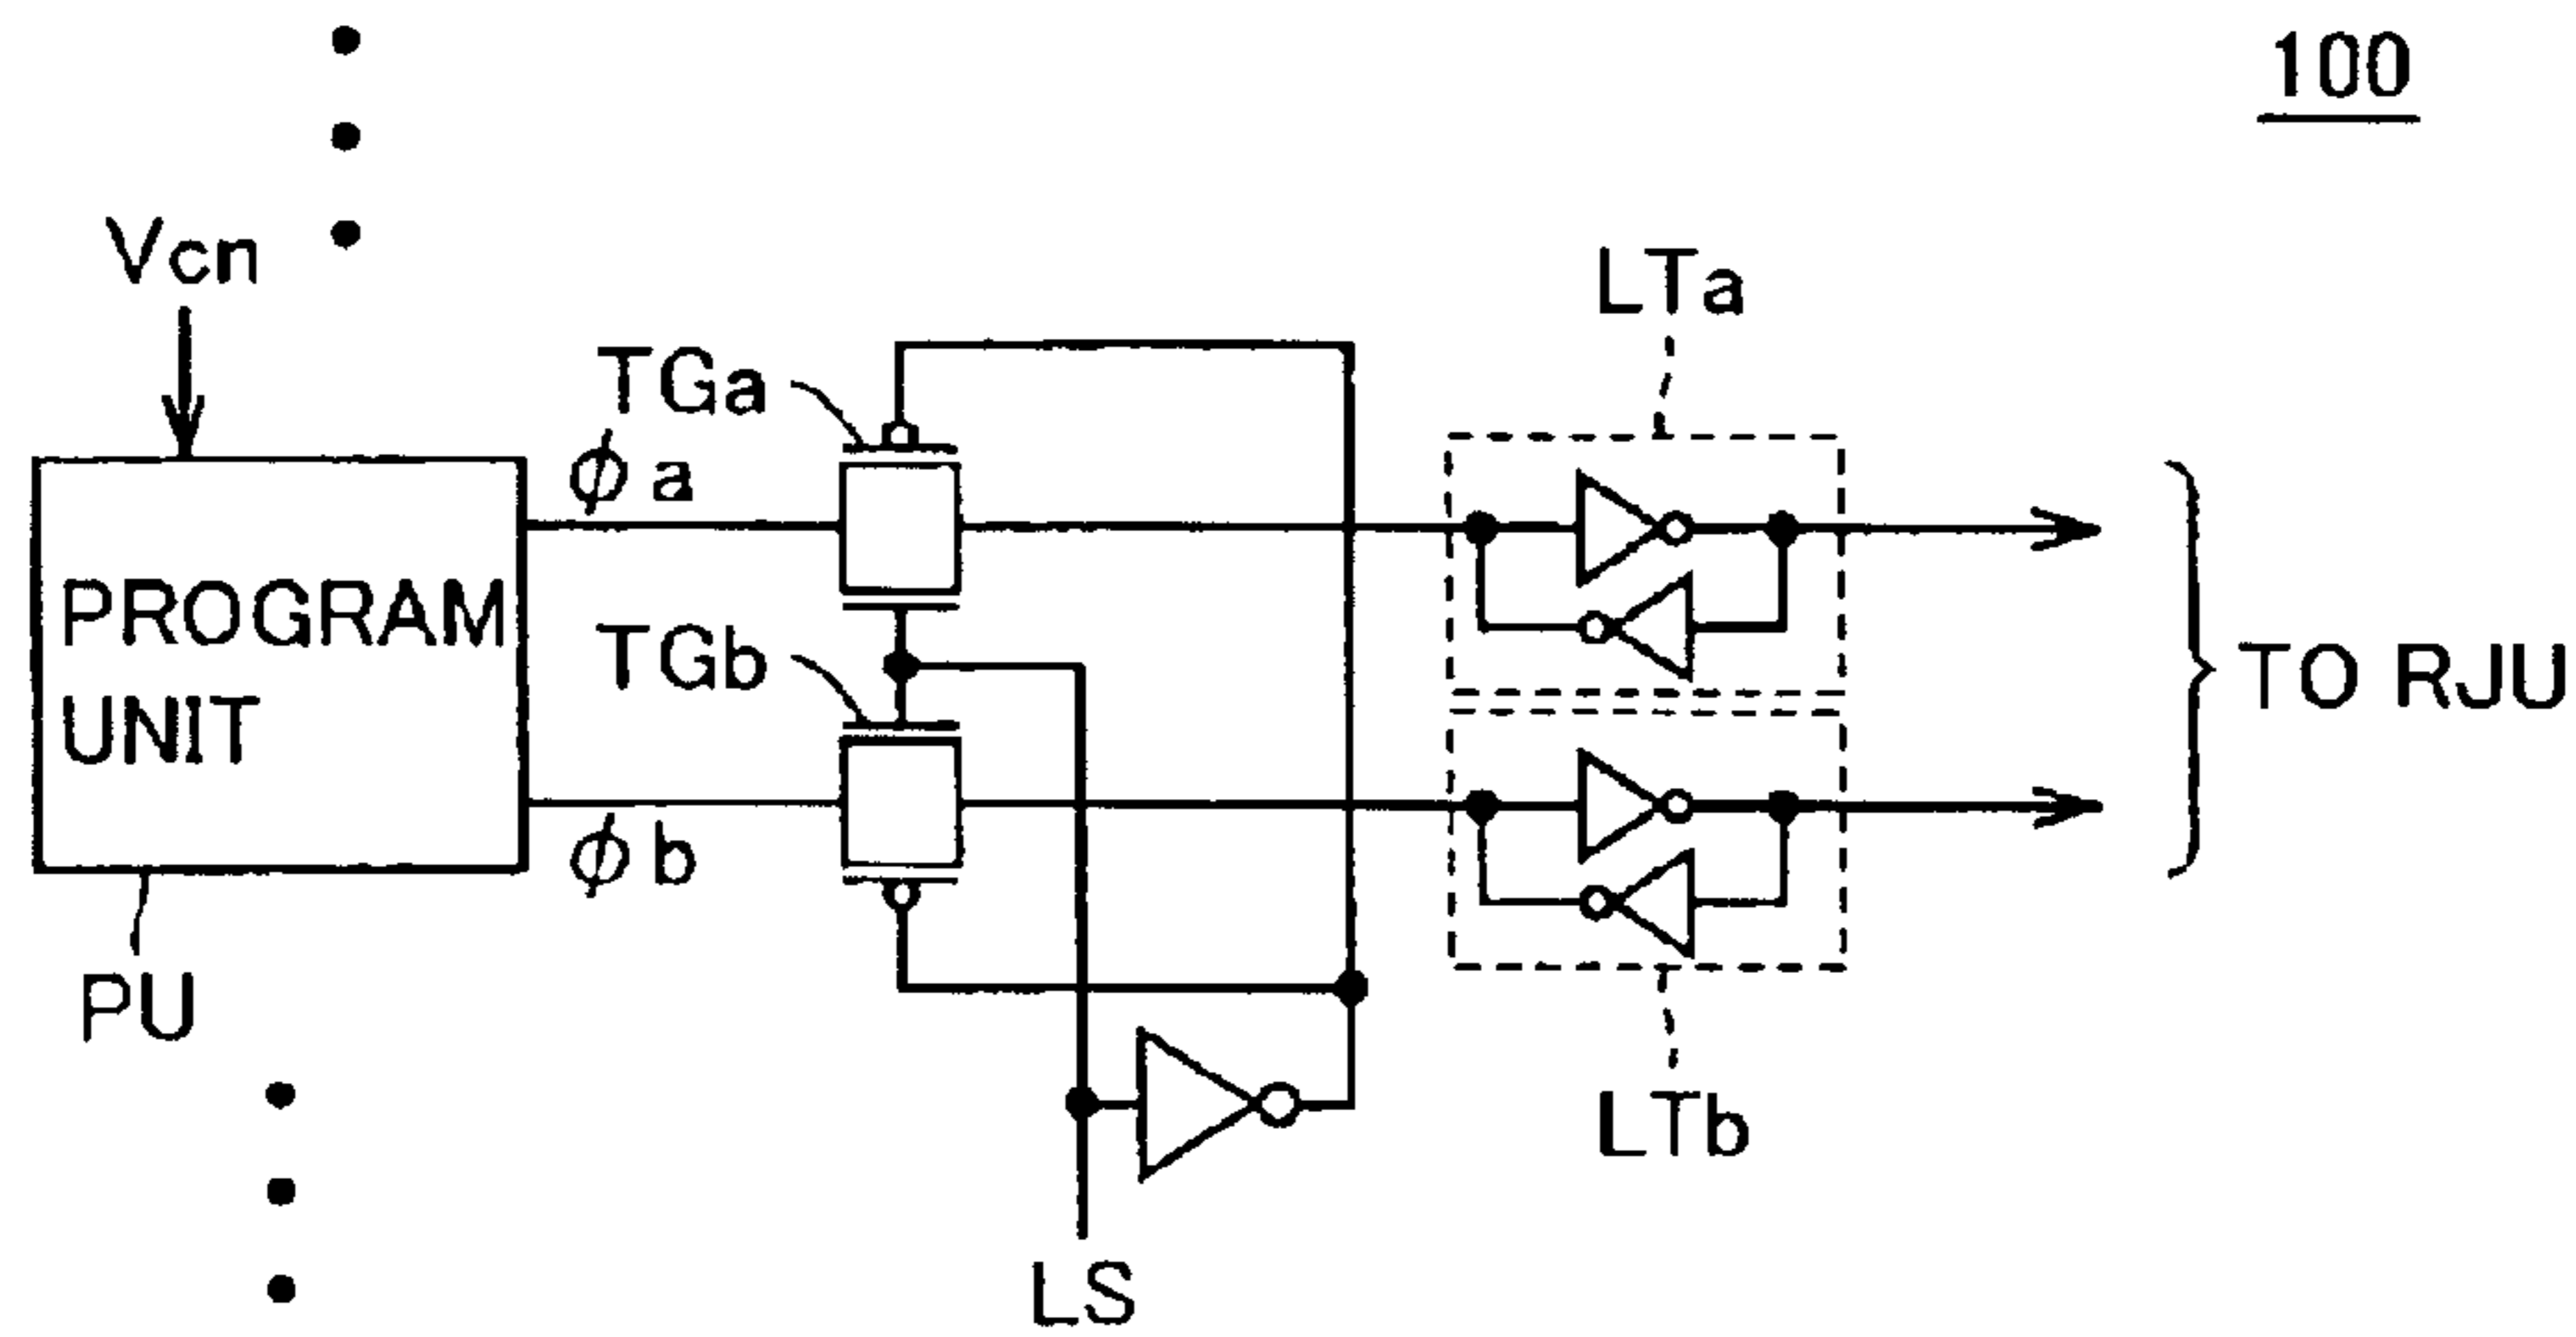 100
Vcn
LTa
TGa
φa
PROGRAM
UNIT
TGb
TO RJU
φb
PU
LTb
LS